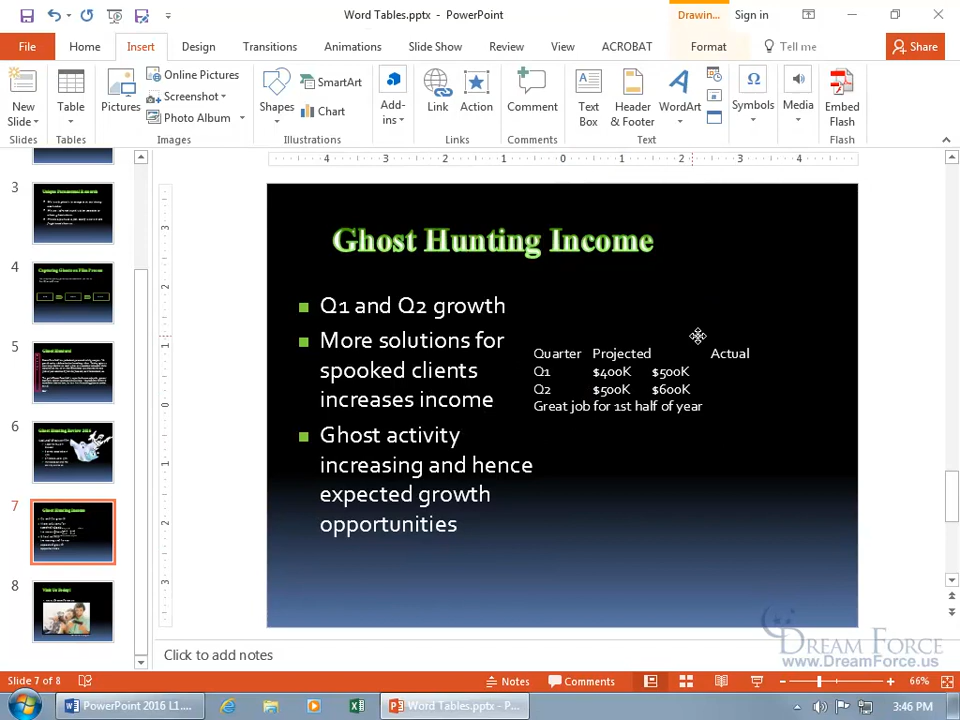 Word Tables.pptx - PowerPoint
Drawin...
Sign in
File
Home
Insert
Design
Transitions
Animations
Slide Show
Review
View
ACROBAT
Format
Tell me
Share
New Slide
Table
Pictures
Online Pictures
Screenshot
Photo Album
Shapes
SmartArt
Chart
Add-ins
Link
Action
Comment
Text Box
Header & Footer
WordArt
Symbols
Media
Embed Flash
Slides
Tables
Images
Illustrations
Links
Comments
Text
Flash
3
4
5
6
7
8
Ghost Hunting Income
Q1 and Q2 growth
More solutions for
spooked clients
increases income
Ghost activity
increasing and hence
expected growth
opportunities
Quarter Projected Actual
Q1 $400K $500K
Q2 $500K $600K
Great job for 1st half of year
Click to add notes
DREAM FORCE
www.DreamForce.us
Slide 7 of 8
Notes
Comments
66%
PowerPoint 2016 L1....
Word Tables.pptx - P...
3:46 PM